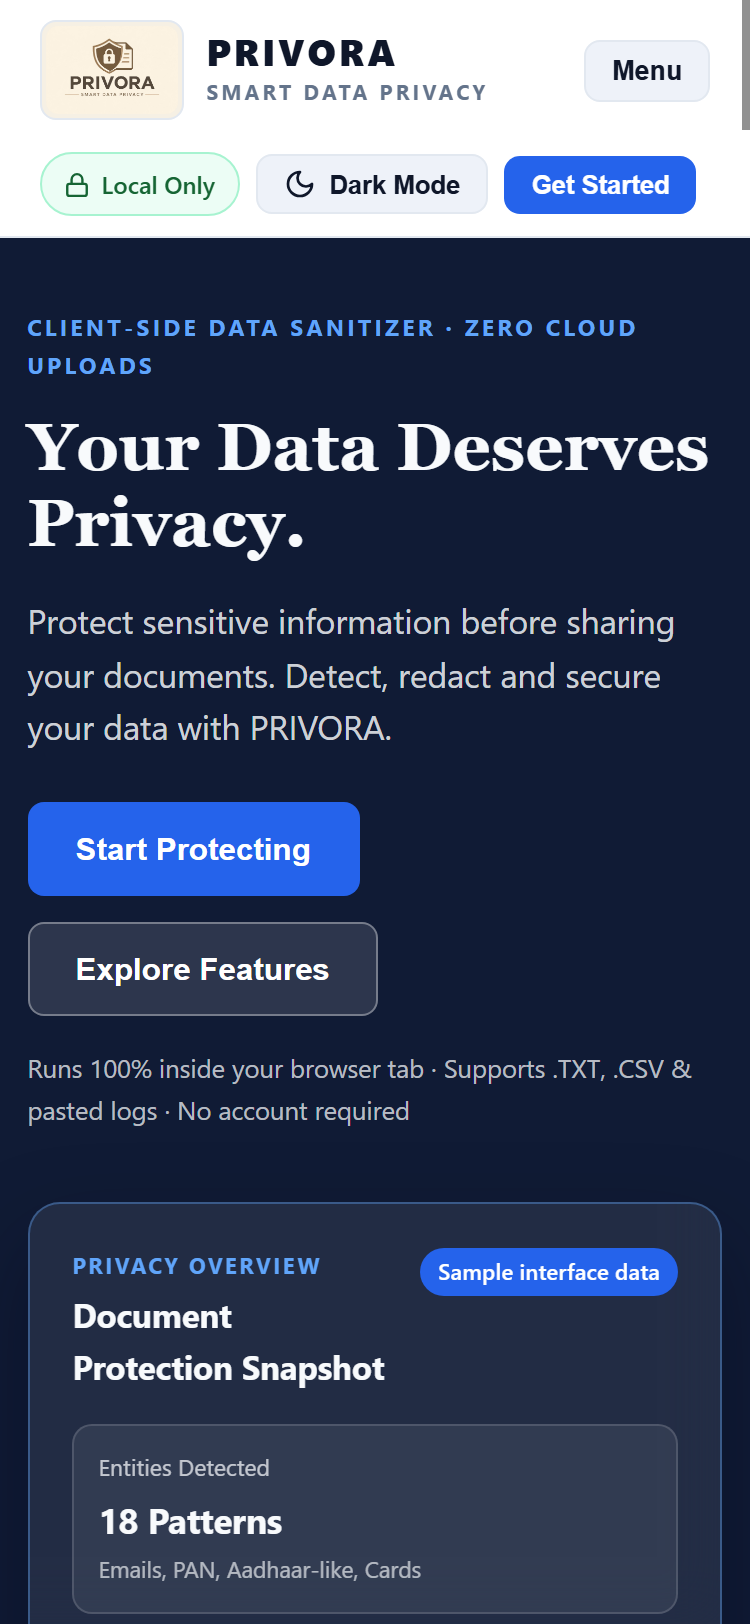 PRIVORA
SMART DATA PRIVACY
PRIVORA
SMART DATA PRIVACY
Menu
Local Only
Dark Mode
Get Started
CLIENT-SIDE DATA SANITIZER · ZERO CLOUD
UPLOADS
Your Data Deserves
Privacy.
Protect sensitive information before sharing
your documents. Detect, redact and secure
your data with PRIVORA.
Start Protecting
Explore Features
Runs 100% inside your browser tab · Supports .TXT, .CSV &
pasted logs · No account required
PRIVACY OVERVIEW
Sample interface data
Document
Protection Snapshot
Entities Detected
18 Patterns
Emails, PAN, Aadhaar-like, Cards